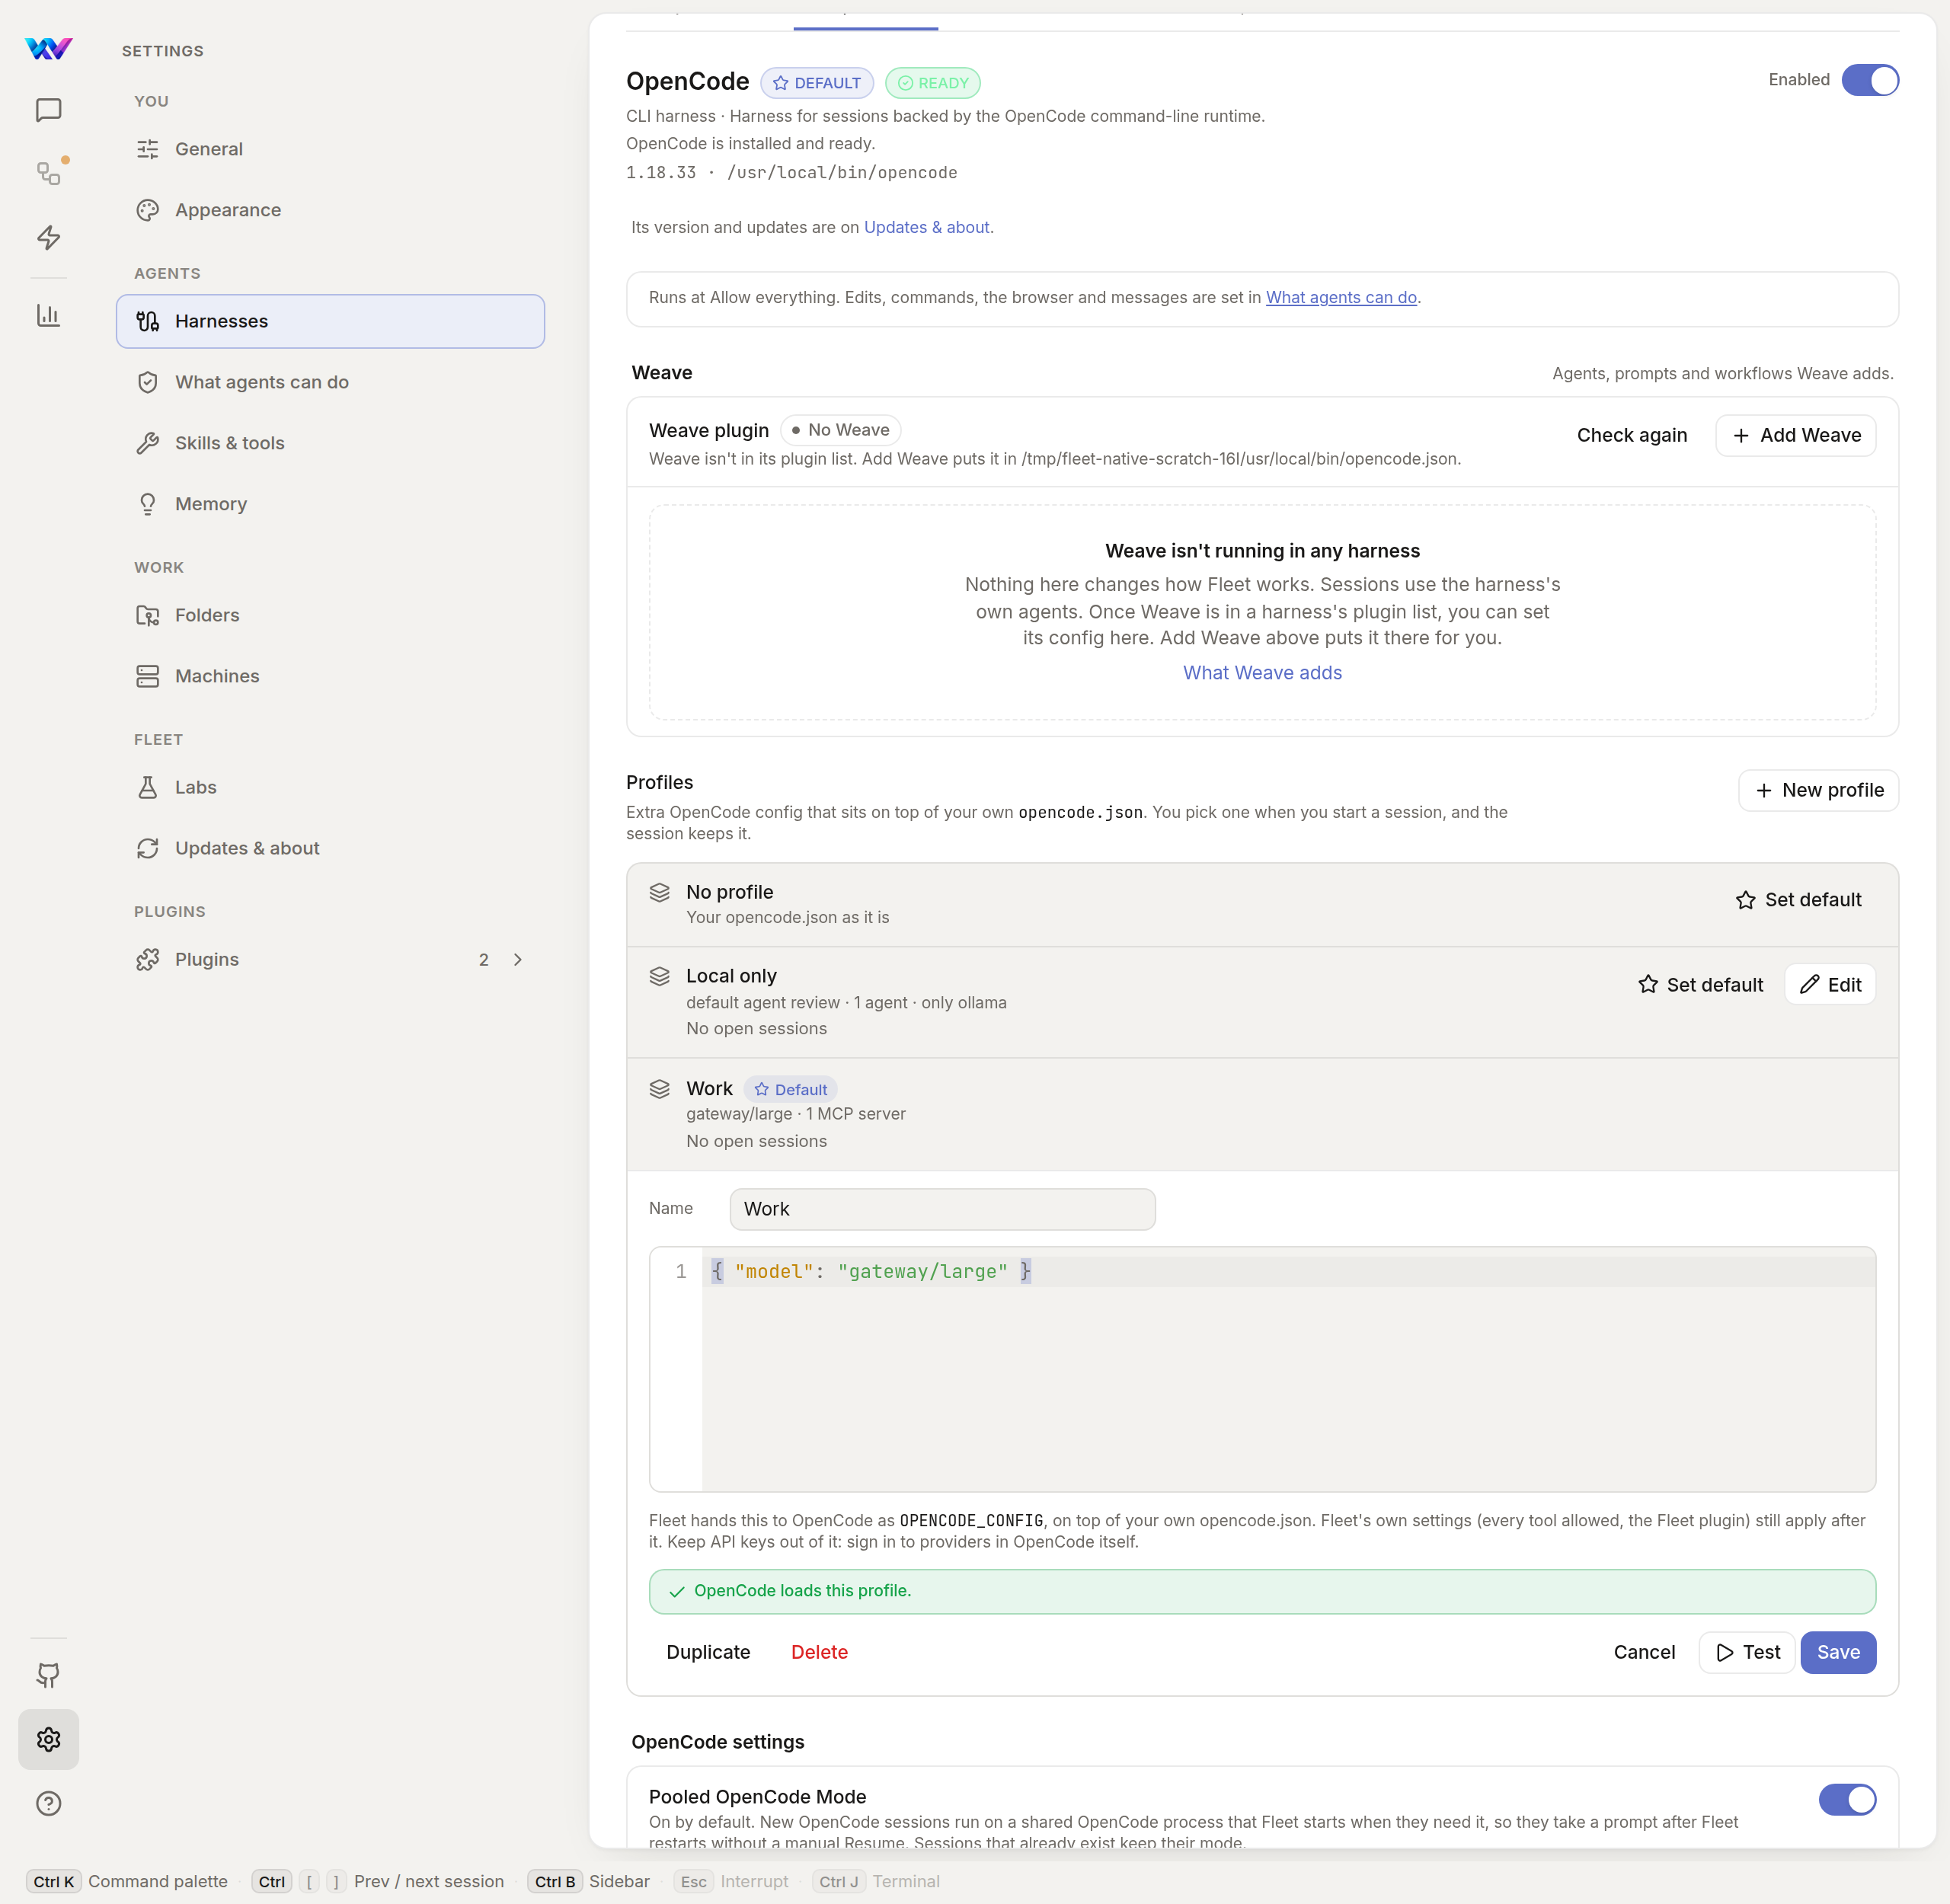 SETTINGS
YOU
General
Appearance
AGENTS
Harnesses
What agents can do
Skills & tools
Memory
WORK
Folders
Machines
FLEET
Labs
Updates & about
PLUGINS
Plugins 2
OpenCode DEFAULT READY Enabled
CLI harness · Harness for sessions backed by the OpenCode command-line runtime.
OpenCode is installed and ready.
1.18.33 · /usr/local/bin/opencode
Its version and updates are on Updates & about.
Runs at Allow everything. Edits, commands, the browser and messages are set in What agents can do.
Weave Agents, prompts and workflows Weave adds.
Weave plugin No Weave Check again Add Weave
Weave isn't in its plugin list. Add Weave puts it in /tmp/fleet-native-scratch-16l/usr/local/bin/opencode.json.
Weave isn't running in any harness
Nothing here changes how Fleet works. Sessions use the harness's
own agents. Once Weave is in a harness's plugin list, you can set
its config here. Add Weave above puts it there for you.
What Weave adds
Profiles New profile
Extra OpenCode config that sits on top of your own opencode.json. You pick one when you start a session, and the
session keeps it.
No profile Set default
Your opencode.json as it is
Local only Set default Edit
default agent review · 1 agent · only ollama
No open sessions
Work Default
gateway/large · 1 MCP server
No open sessions
Name Work
1 { "model": "gateway/large" }
Fleet hands this to OpenCode as OPENCODE_CONFIG, on top of your own opencode.json. Fleet's own settings (every tool allowed, the Fleet plugin) still apply after
it. Keep API keys out of it: sign in to providers in OpenCode itself.
OpenCode loads this profile.
Duplicate Delete Cancel Test Save
OpenCode settings
Pooled OpenCode Mode
On by default. New OpenCode sessions run on a shared OpenCode process that Fleet starts when they need it, so they take a prompt after Fleet
restarts without a manual Resume. Sessions that already exist keep their mode.
Ctrl K Command palette Ctrl [ ] Prev / next session Ctrl B Sidebar Esc Interrupt Ctrl J Terminal